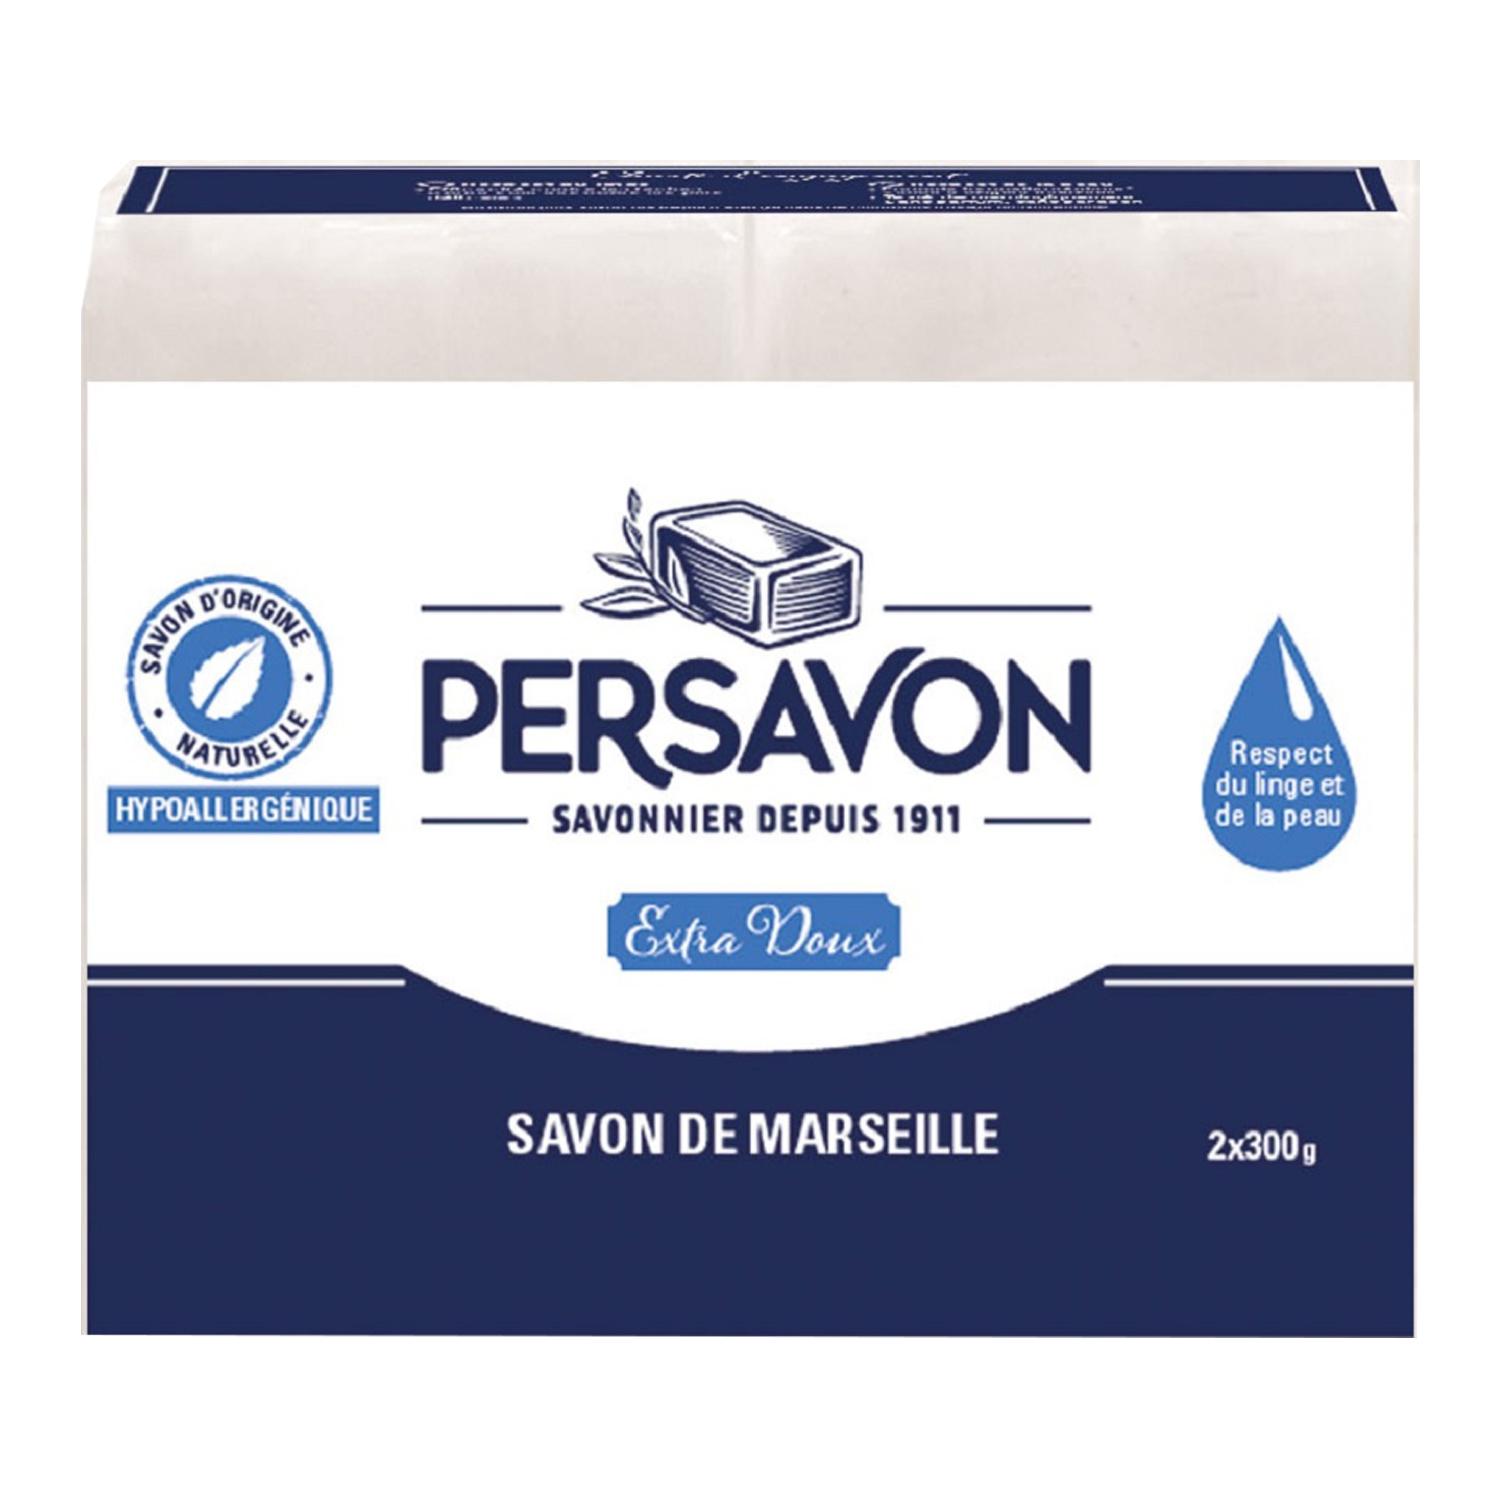 SAVON D'ORIGINE
NATURELLE
HYPOALLERGÉNIQUE
PERSAVON
SAVONNIER DEPUIS 1911
Extra Doux
Respect
du linge et
de la peau
SAVON DE MARSEILLE
2x300g